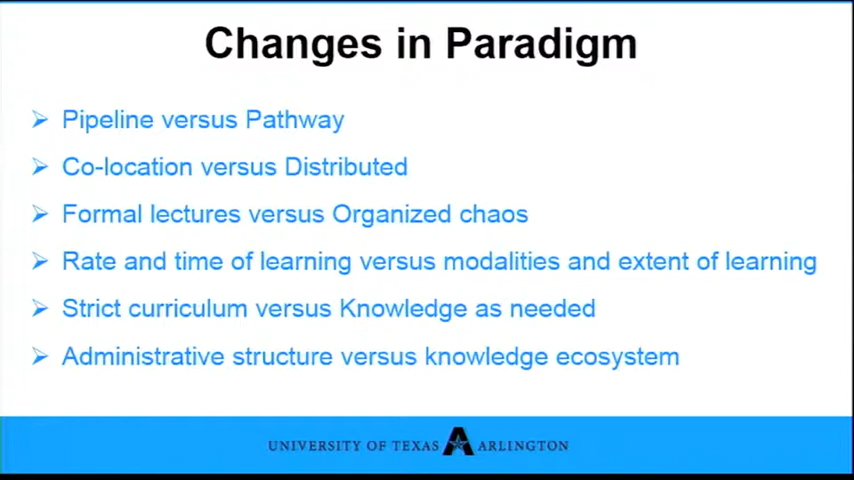 Changes in Paradigm
Pipeline versus Pathway
Co-location versus Distributed
Formal lectures versus Organized chaos
Rate and time of learning versus modalities and extent of learning
Strict curriculum versus Knowledge as needed
Administrative structure versus knowledge ecosystem
UNIVERSITY OF TEXAS A ARLINGTON